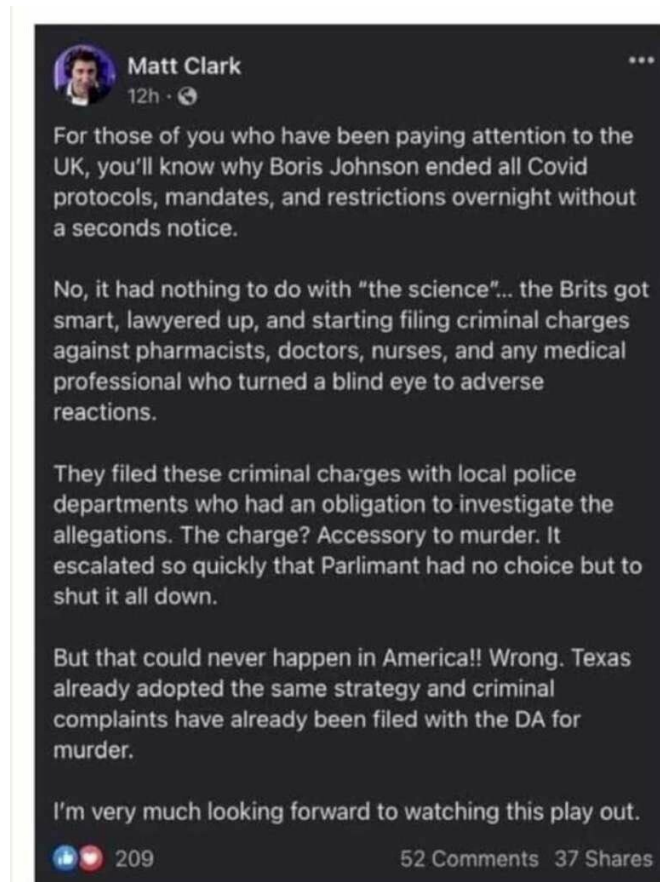 Matt Clark
12h ·
For those of you who have been paying attention to the
UK, you'll know why Boris Johnson ended all Covid
protocols, mandates, and restrictions overnight without
a seconds notice.
No, it had nothing to do with "the science"... the Brits got
smart, lawyered up, and starting filing criminal charges
against pharmacists, doctors, nurses, and any medical
professional who turned a blind eye to adverse
reactions.
They filed these criminal charges with local police
departments who had an obligation to investigate the
allegations. The charge? Accessory to murder. It
escalated so quickly that Parlimant had no choice but to
shut it all down.
But that could never happen in America!! Wrong. Texas
already adopted the same strategy and criminal
complaints have already been filed with the DA for
murder.
I'm very much looking forward to watching this play out.
209 52 Comments 37 Shares